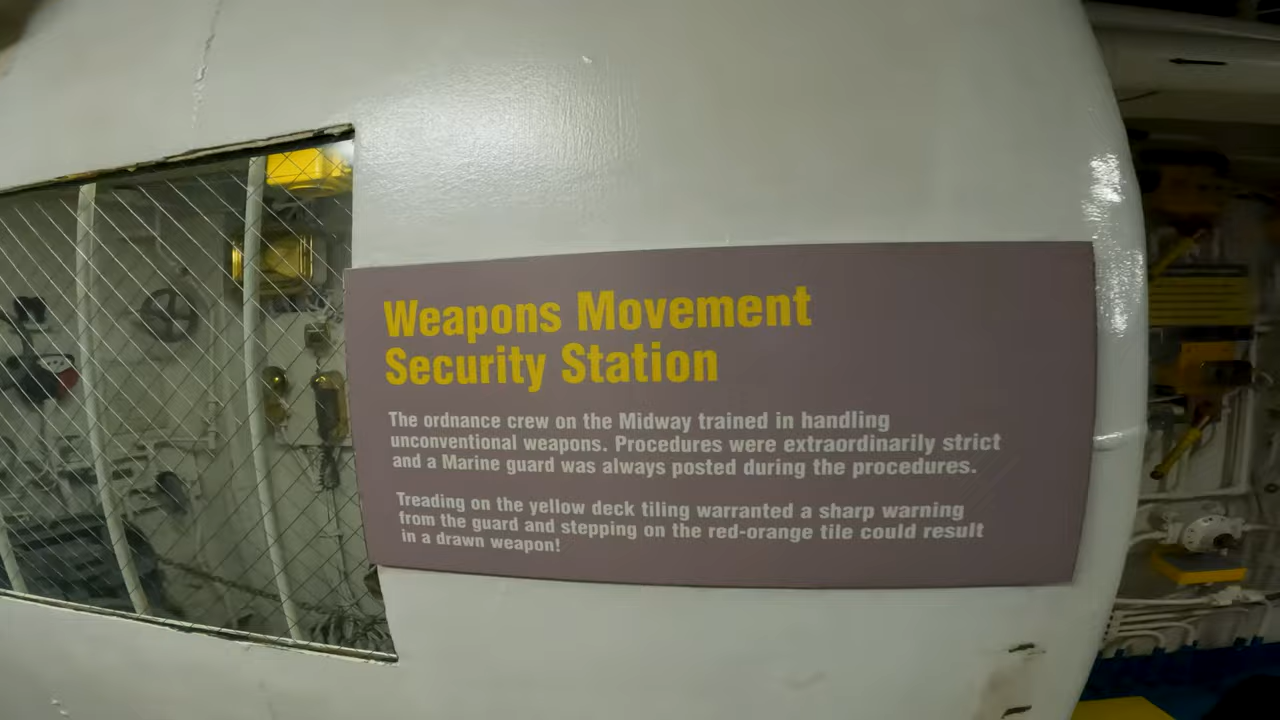 Weapons Movement
Security Station
The ordnance crew on the Midway trained in handling
unconventional weapons. Procedures were extraordinarily strict
and a Marine guard was always posted during the procedures.
Treading on the yellow deck tiling warranted a sharp warning
from the guard and stepping on the red-orange tile could result
in a drawn weapon!